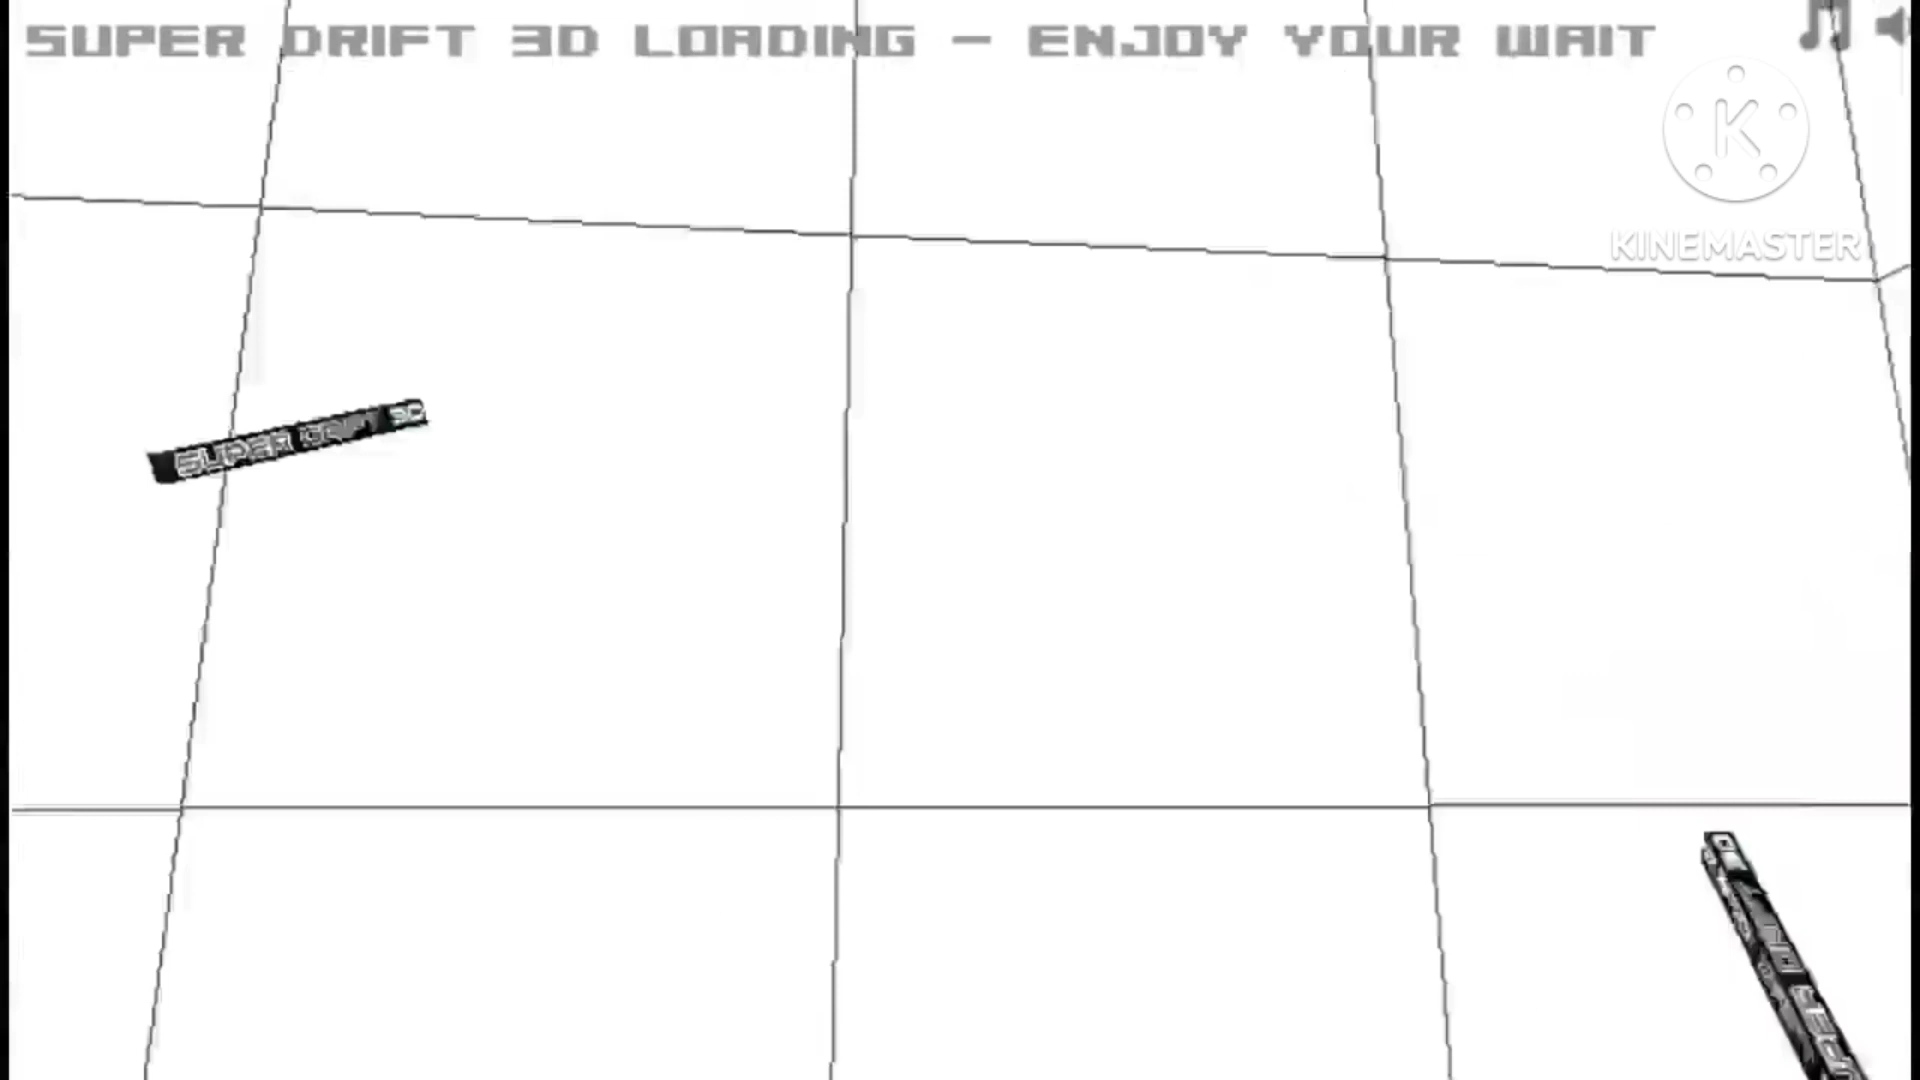 SUPER DRIFT 3D LOADING - ENJOY YOUR WAIT
K
KINEMASTER
SUPER DRIFT 3D